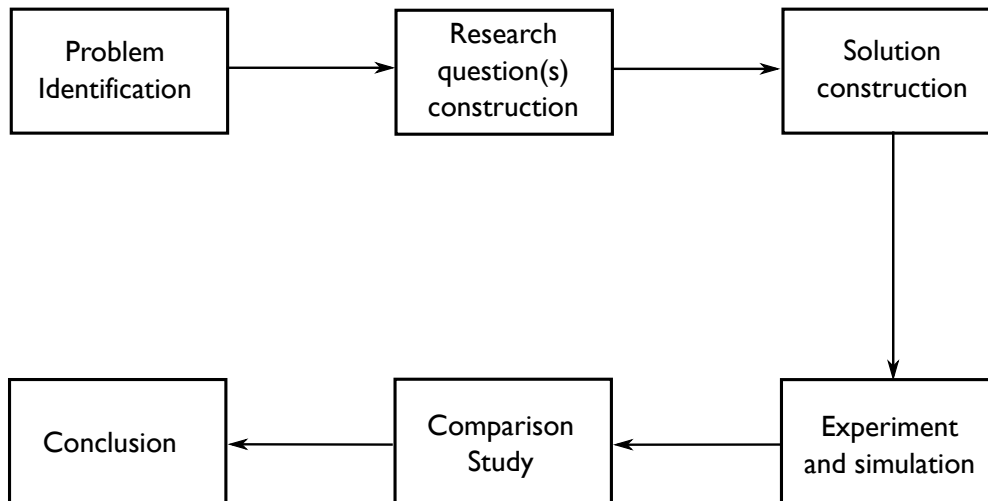 Problem
Identification
Research
question(s)
construction
Solution
construction
Experiment
and simulation
Comparison
Study
Conclusion